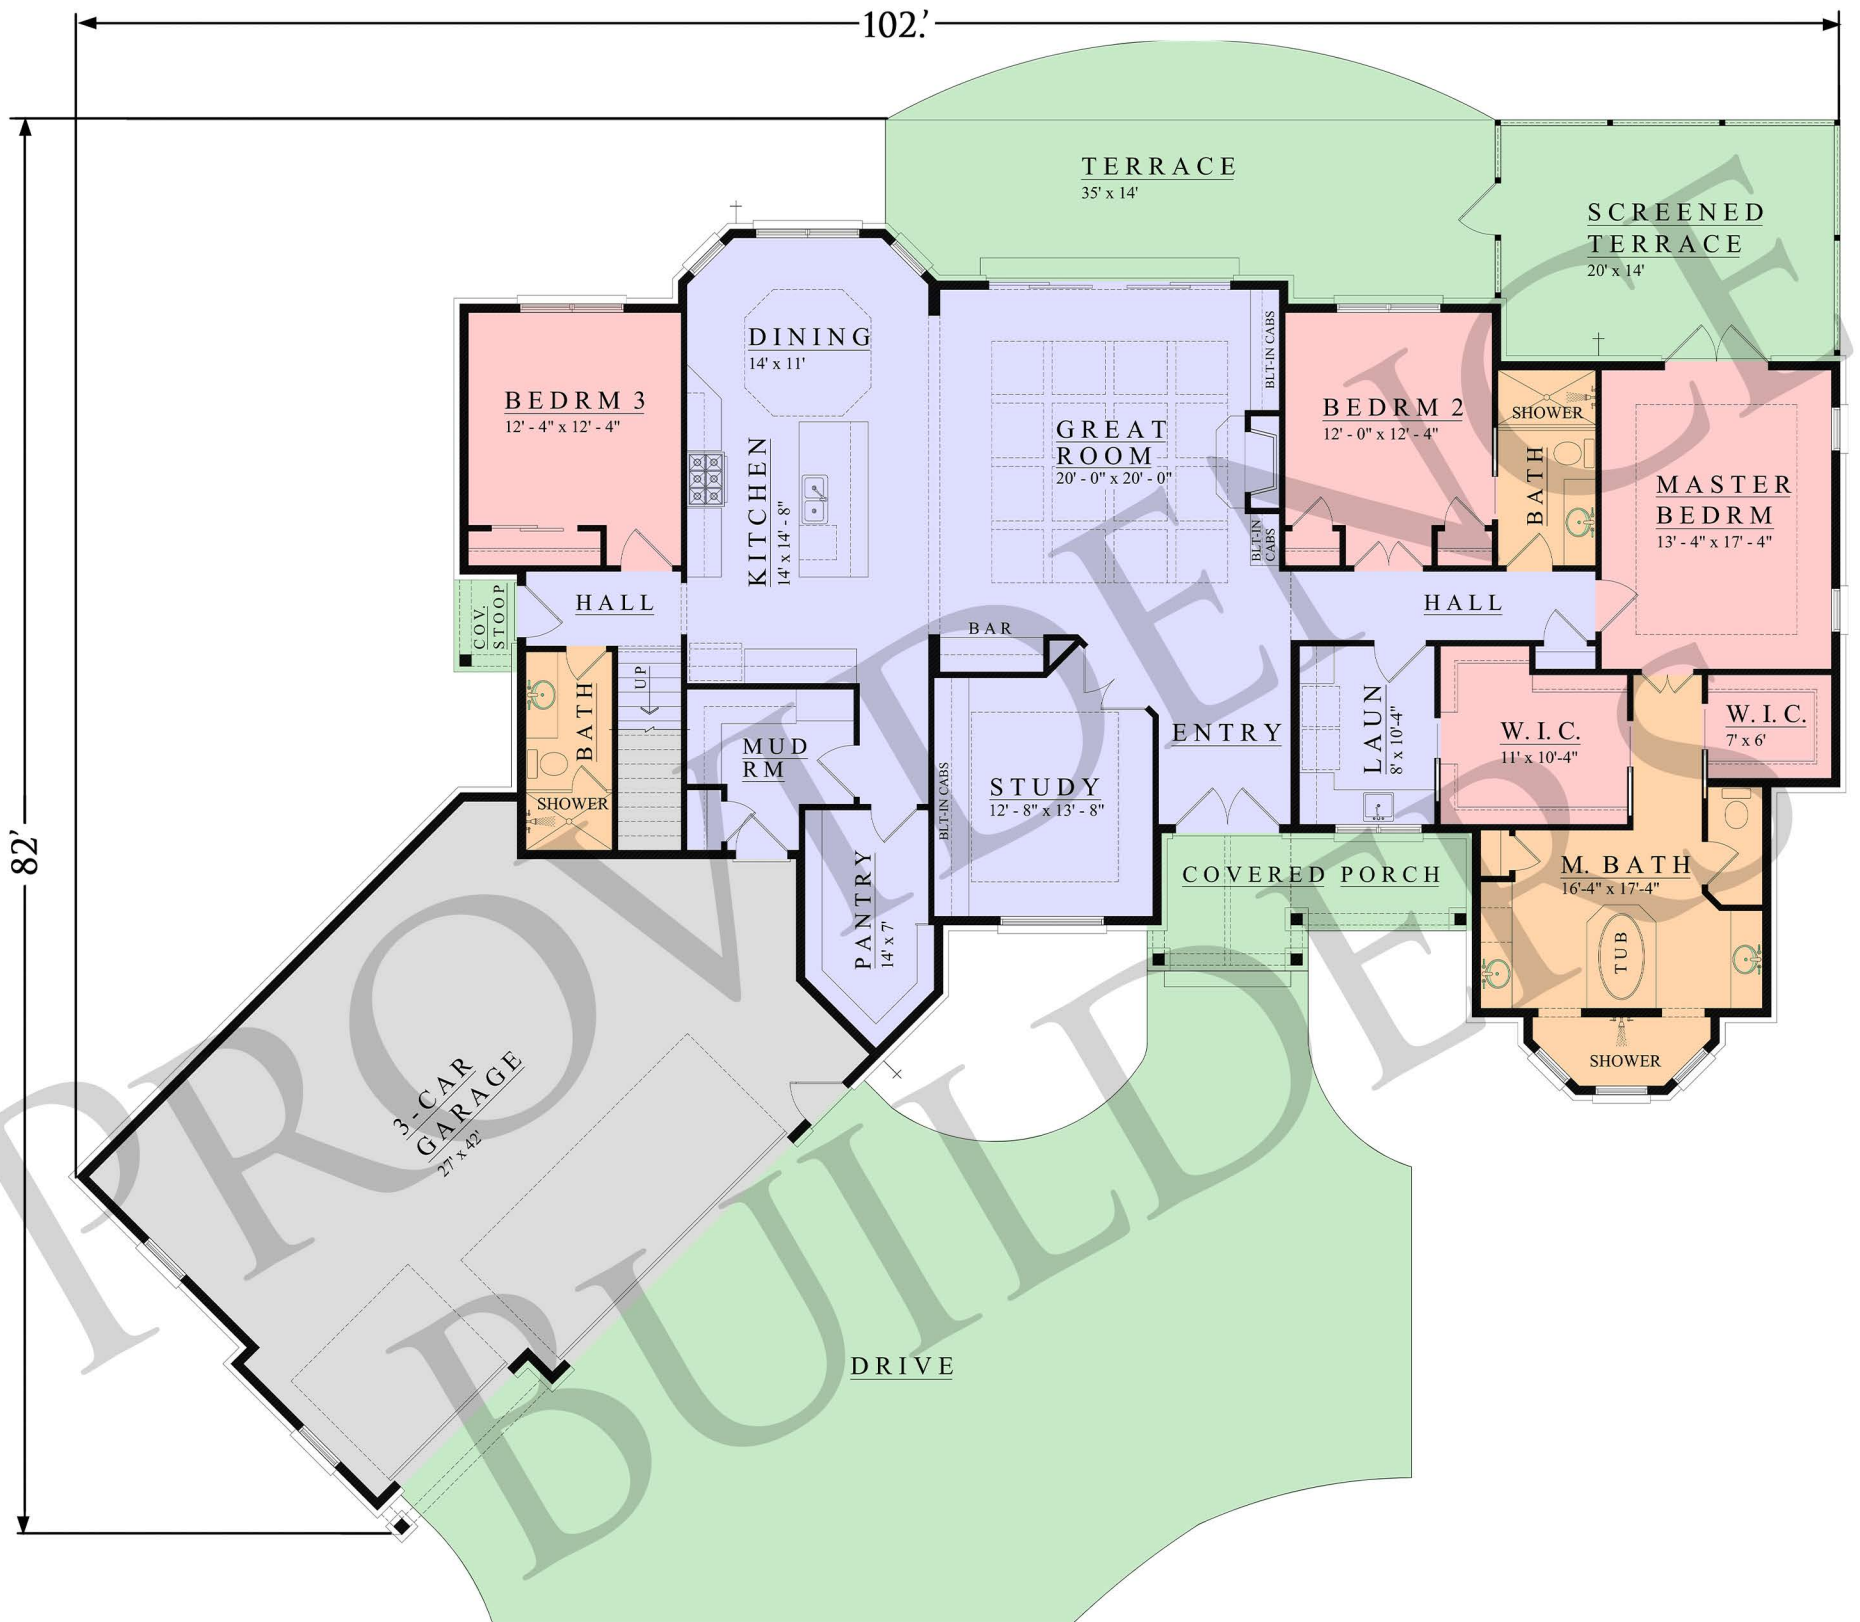 102.'
82'
TERRACE
35' x 14'
SCREENED
TERRACE
20' x 14'
DINING
14' x 11'
BEDRM 3
12' - 4" x 12' - 4"
KITCHEN
14' x 14' - 8"
GREAT
ROOM
20' - 0" x 20' - 0"
BLT-IN CABS
BLT-IN
CABS
BEDRM 2
12' - 0" x 12' - 4"
SHOWER
BATH
MASTER
BEDRM
13' - 4" x 17' - 4"
COV.
STOOP
HALL
BAR
HALL
UP
BATH
SHOWER
MUD
RM
BLT-IN CABS
STUDY
12' - 8" x 13' - 8"
ENTRY
LAUN
8' x 10'-4"
W.I.C.
11' x 10'-4"
W.I.C.
7' x 6'
PANTRY
14' x 7'
COVERED PORCH
M. BATH
16'-4" x 17'-4"
TUB
SHOWER
3-CAR
GARAGE
27' x 42'
DRIVE
PROVIDENCE
BUILDERS